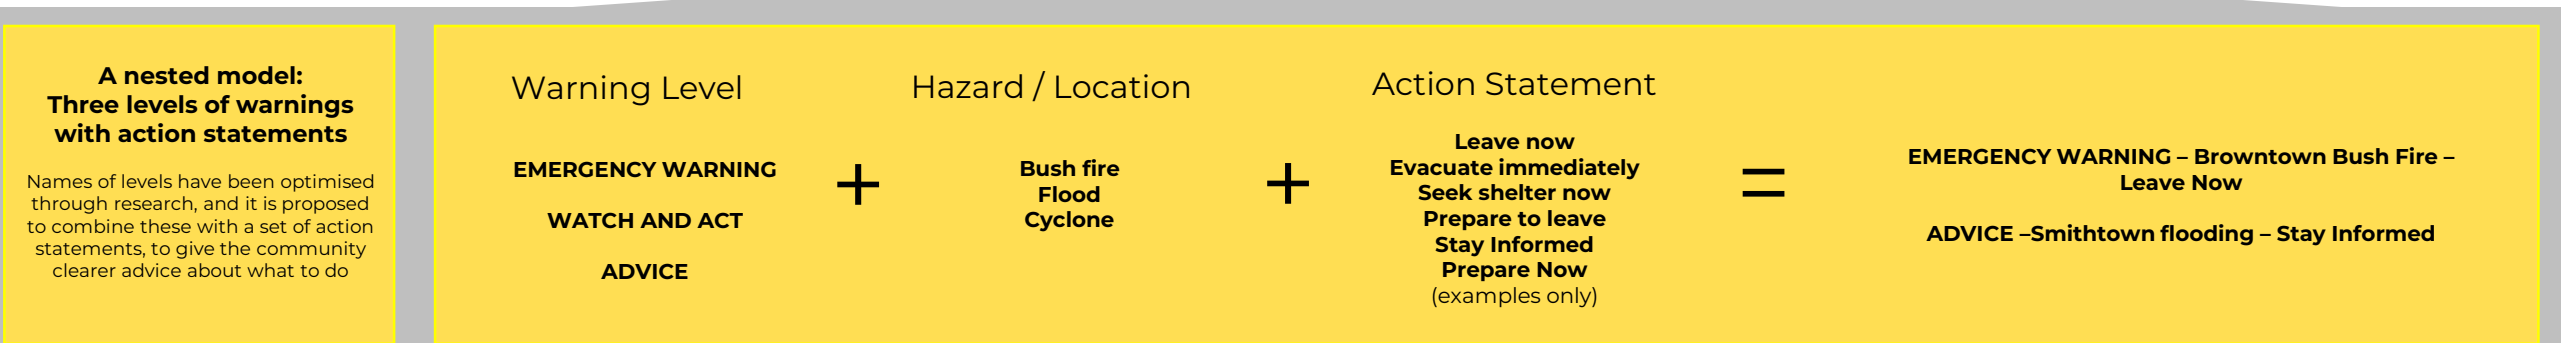 A nested model:
Three levels of warnings
with action statements
Names of levels have been optimised
through research, and it is proposed
to combine these with a set of action
statements, to give the community
clearer advice about what to do
Warning Level
EMERGENCY WARNING
WATCH AND ACT
ADVICE
+
Hazard / Location
Bush fire
Flood
Cyclone
+
Action Statement
Leave now
Evacuate immediately
Seek shelter now
Prepare to leave
Stay Informed
Prepare Now
(examples only)
=
EMERGENCY WARNING – Browntown Bush Fire –
Leave Now
ADVICE –Smithtown flooding – Stay Informed